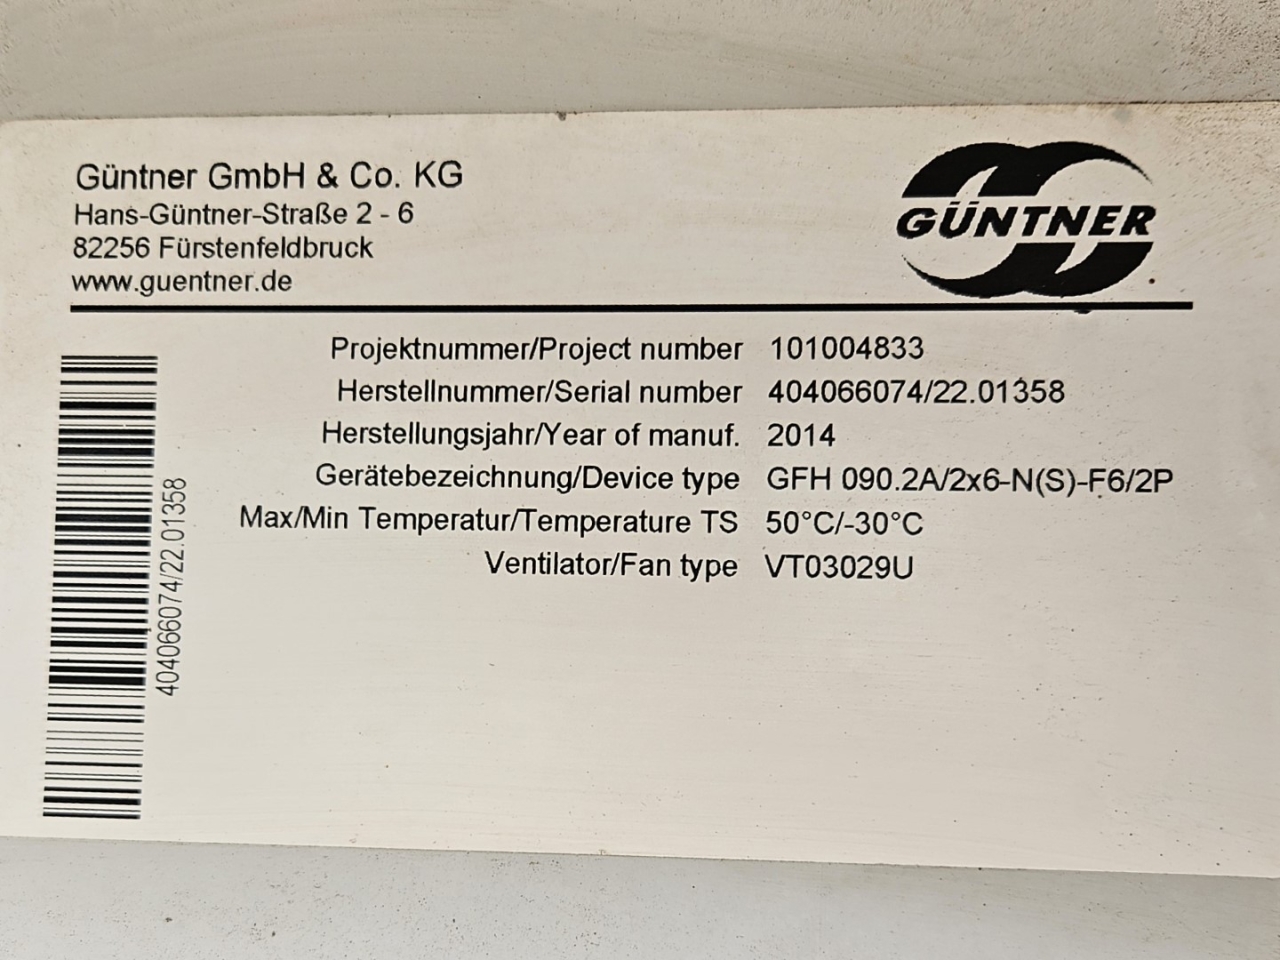 Güntner GmbH & Co. KG
Hans-Güntner-Straße 2 - 6
82256 Fürstenfeldbruck
www.guentner.de
GÜNTNER
Projektnummer/Project number 101004833
Herstellnummer/Serial number 404066074/22.01358
Herstellungsjahr/Year of manuf. 2014
Gerätebezeichnung/Device type GFH 090.2A/2x6-N(S)-F6/2P
Max/Min Temperatur/Temperature TS 50°C/-30°C
Ventilator/Fan type VT03029U
404066074/22.01358